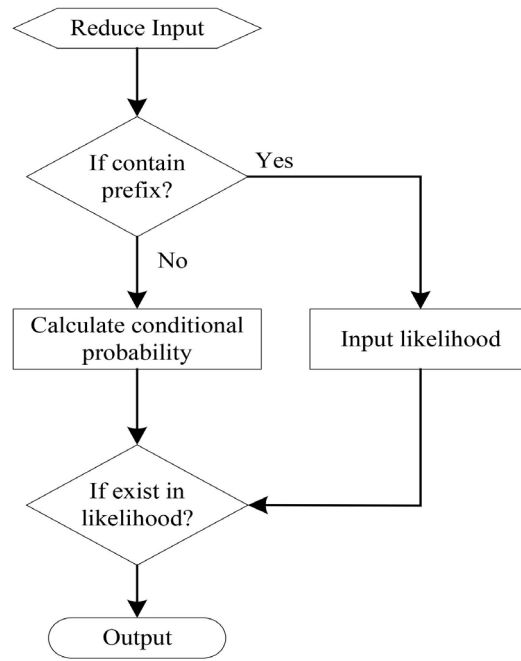 Reduce Input
If contain
prefix?
Yes
No
Calculate conditional
probability
Input likelihood
If exist in
likelihood?
Output